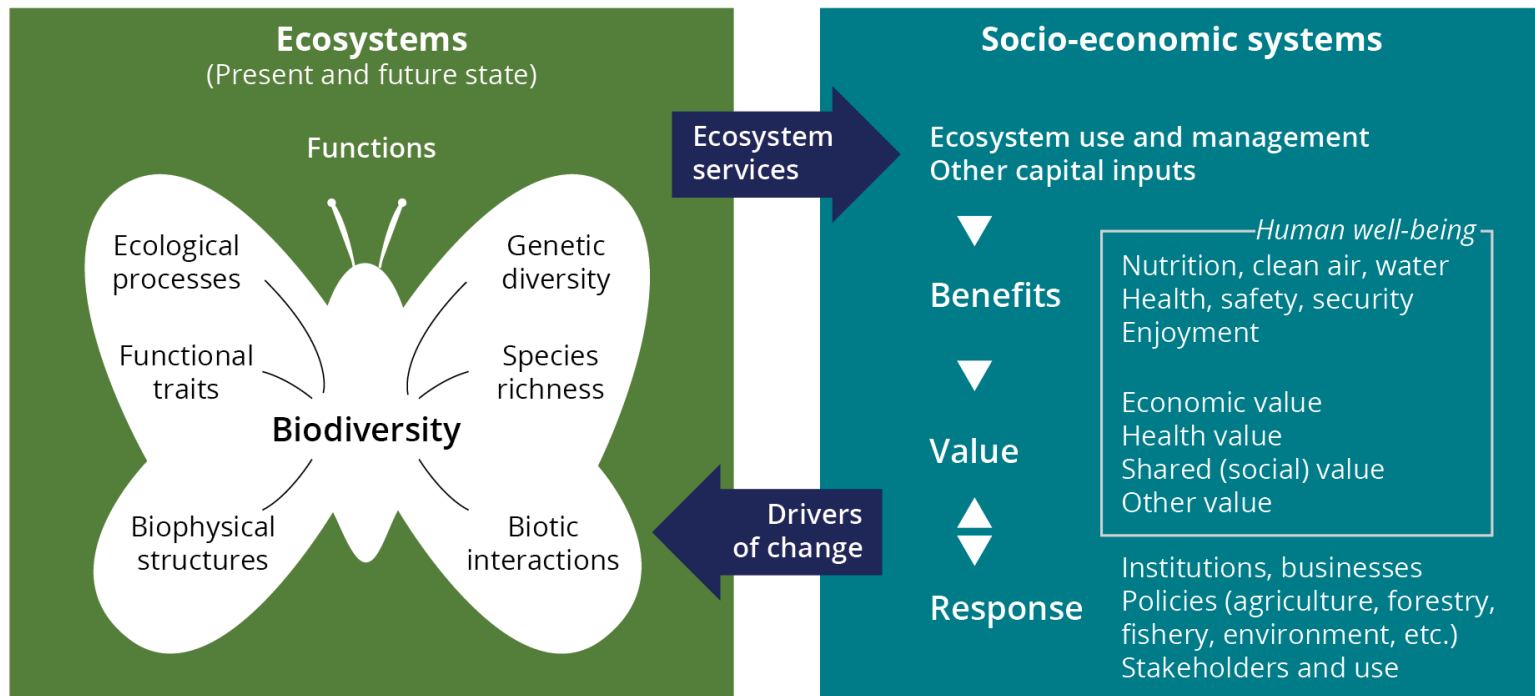 Ecosystems
(Present and future state)
Functions
Ecological
processes
Genetic
diversity
Functional
traits
Species
richness
Biodiversity
Biophysical
structures
Biotic
interactions
Ecosystem
services
Drivers
of change
Socio-economic systems
Ecosystem use and management
Other capital inputs
Benefits
Human well-being
Nutrition, clean air, water
Health, safety, security
Enjoyment
Value
Economic value
Health value
Shared (social) value
Other value
Response
Institutions, businesses
Policies (agriculture, forestry,
fishery, environment, etc.)
Stakeholders and use